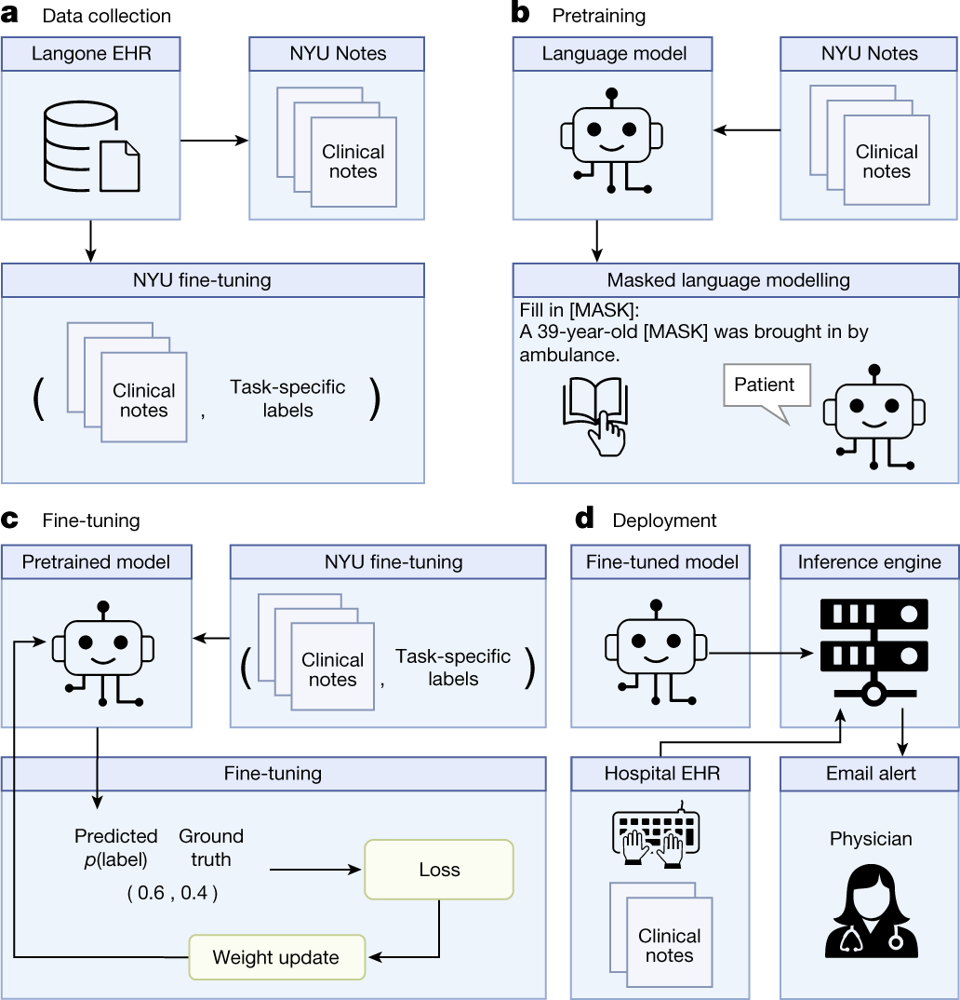 a Data collection
Langone EHR
NYU Notes
Clinical
notes
NYU fine-tuning
(
Clinical
notes
,
Task-specific
labels
)
b Pretraining
Language model
NYU Notes
Clinical
notes
Masked language modelling
Fill in [MASK]:
A 39-year-old [MASK] was brought in by
ambulance.
Patient
c Fine-tuning
Pretrained model
NYU fine-tuning
(
Clinical
notes
,
Task-specific
labels
)
Fine-tuning
Predicted
p(label)
Ground
truth
( 0.6 , 0.4 )
Loss
Weight update
d Deployment
Fine-tuned model
Inference engine
Hospital EHR
Clinical
notes
Email alert
Physician